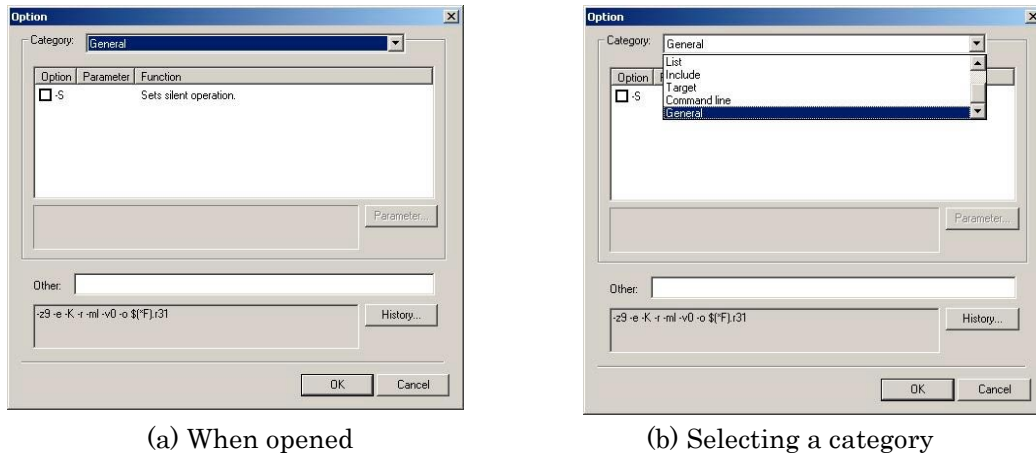 Option
Category: General
Option Parameter Function
-S Sets silent operation.
Parameter...
Other:
-z9 -e -K -r -ml -v0 -o $(*F).r31
History...
OK Cancel
(a) When opened
Option
Category: General
List
Include
Target
Command line
General
Option
-S
Parameter...
Other:
-z9 -e -K -r -ml -v0 -o $(*F).r31
History...
OK Cancel
(b) Selecting a category